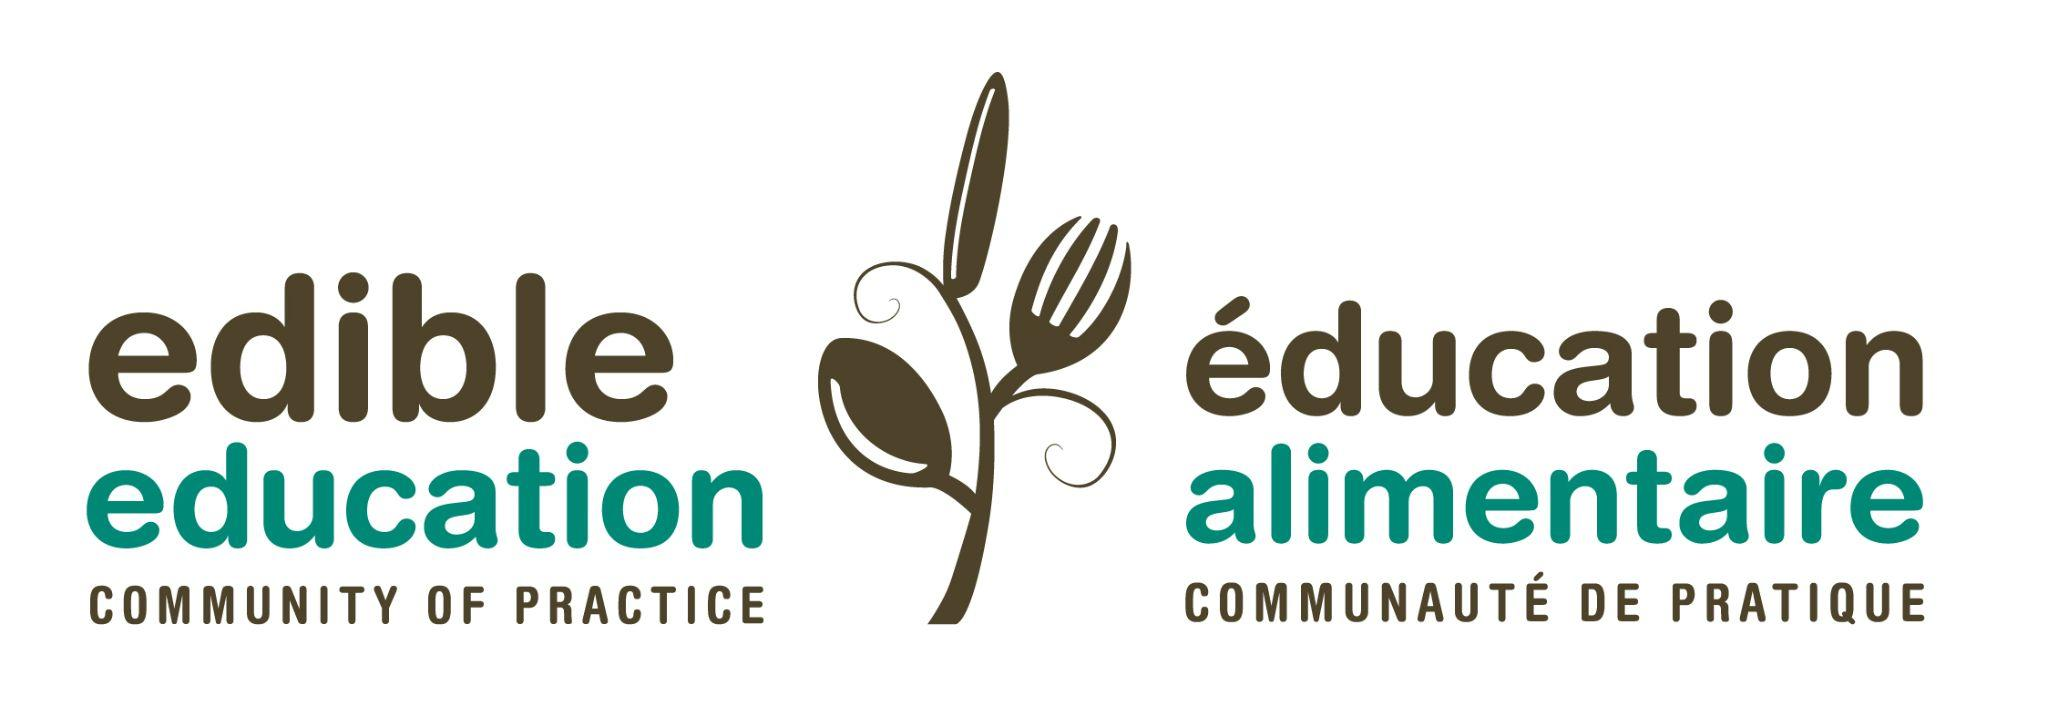 edible
education
COMMUNITY OF PRACTICE
éducation
alimentaire
COMMUNAUTÉ DE PRATIQUE